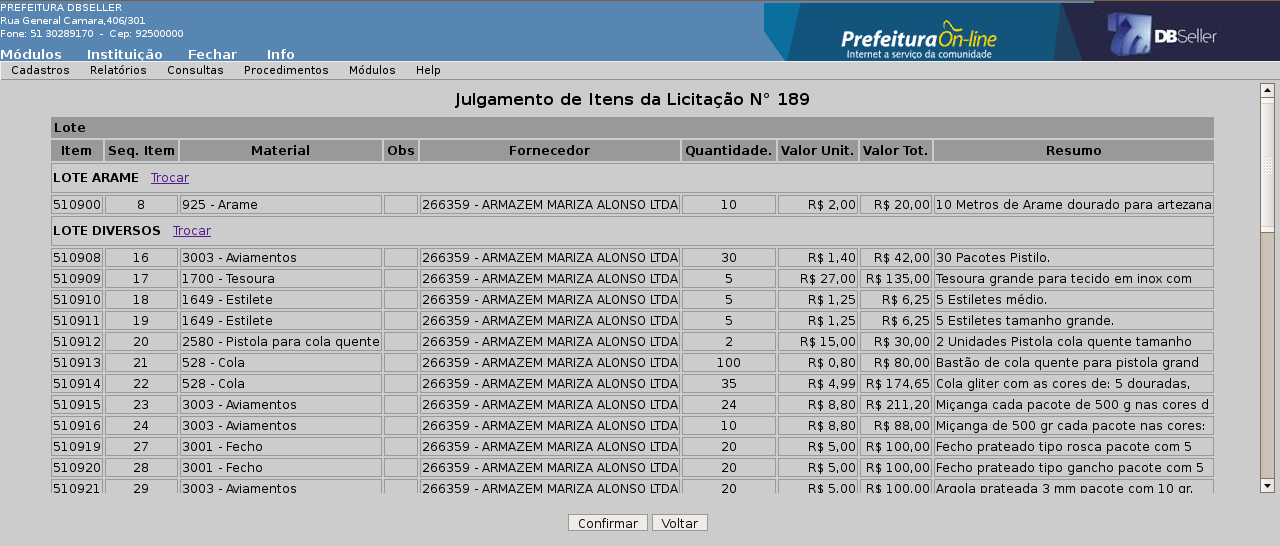 PREFEITURA DBSELLER
Rua General Camara,406/301
Fone: 51 30289170 - Cep: 92500000
Módulos Instituição Fechar Info
PrefeituraOn-line
Internet a serviço da comunidade
DBSeller
Cadastros Relatórios Consultas Procedimentos Módulos Help
Julgamento de Itens da Licitação N° 189
Lote
Item Seq. Item Material Obs Fornecedor Quantidade. Valor Unit. Valor Tot. Resumo
LOTE ARAME Trocar
510900 8 925 - Arame 266359 - ARMAZEM MARIZA ALONSO LTDA 10 R$ 2,00 R$ 20,00 10 Metros de Arame dourado para artezana
LOTE DIVERSOS Trocar
510908 16 3003 - Aviamentos 266359 - ARMAZEM MARIZA ALONSO LTDA 30 R$ 1,40 R$ 42,00 30 Pacotes Pistilo.
510909 17 1700 - Tesoura 266359 - ARMAZEM MARIZA ALONSO LTDA 5 R$ 27,00 R$ 135,00 Tesoura grande para tecido em inox com
510910 18 1649 - Estilete 266359 - ARMAZEM MARIZA ALONSO LTDA 5 R$ 1,25 R$ 6,25 5 Estiletes médio.
510911 19 1649 - Estilete 266359 - ARMAZEM MARIZA ALONSO LTDA 5 R$ 1,25 R$ 6,25 5 Estiletes tamanho grande.
510912 20 2580 - Pistola para cola quente 266359 - ARMAZEM MARIZA ALONSO LTDA 2 R$ 15,00 R$ 30,00 2 Unidades Pistola cola quente tamanho
510913 21 528 - Cola 266359 - ARMAZEM MARIZA ALONSO LTDA 100 R$ 0,80 R$ 80,00 Bastão de cola quente para pistola grand
510914 22 528 - Cola 266359 - ARMAZEM MARIZA ALONSO LTDA 35 R$ 4,99 R$ 174,65 Cola gliter com as cores de: 5 douradas,
510915 23 3003 - Aviamentos 266359 - ARMAZEM MARIZA ALONSO LTDA 24 R$ 8,80 R$ 211,20 Miçanga cada pacote de 500 g nas cores d
510916 24 3003 - Aviamentos 266359 - ARMAZEM MARIZA ALONSO LTDA 10 R$ 8,80 R$ 88,00 Miçanga de 500 gr cada pacote nas cores:
510919 27 3001 - Fecho 266359 - ARMAZEM MARIZA ALONSO LTDA 20 R$ 5,00 R$ 100,00 Fecho prateado tipo rosca pacote com 5
510920 28 3001 - Fecho 266359 - ARMAZEM MARIZA ALONSO LTDA 20 R$ 5,00 R$ 100,00 Fecho prateado tipo gancho pacote com 5
510921 29 3003 - Aviamentos 266359 - ARMAZEM MARIZA ALONSO LTDA 20 R$ 5,00 R$ 100,00 Argola prateada 3 mm pacote com 10 gr.
Confirmar Voltar